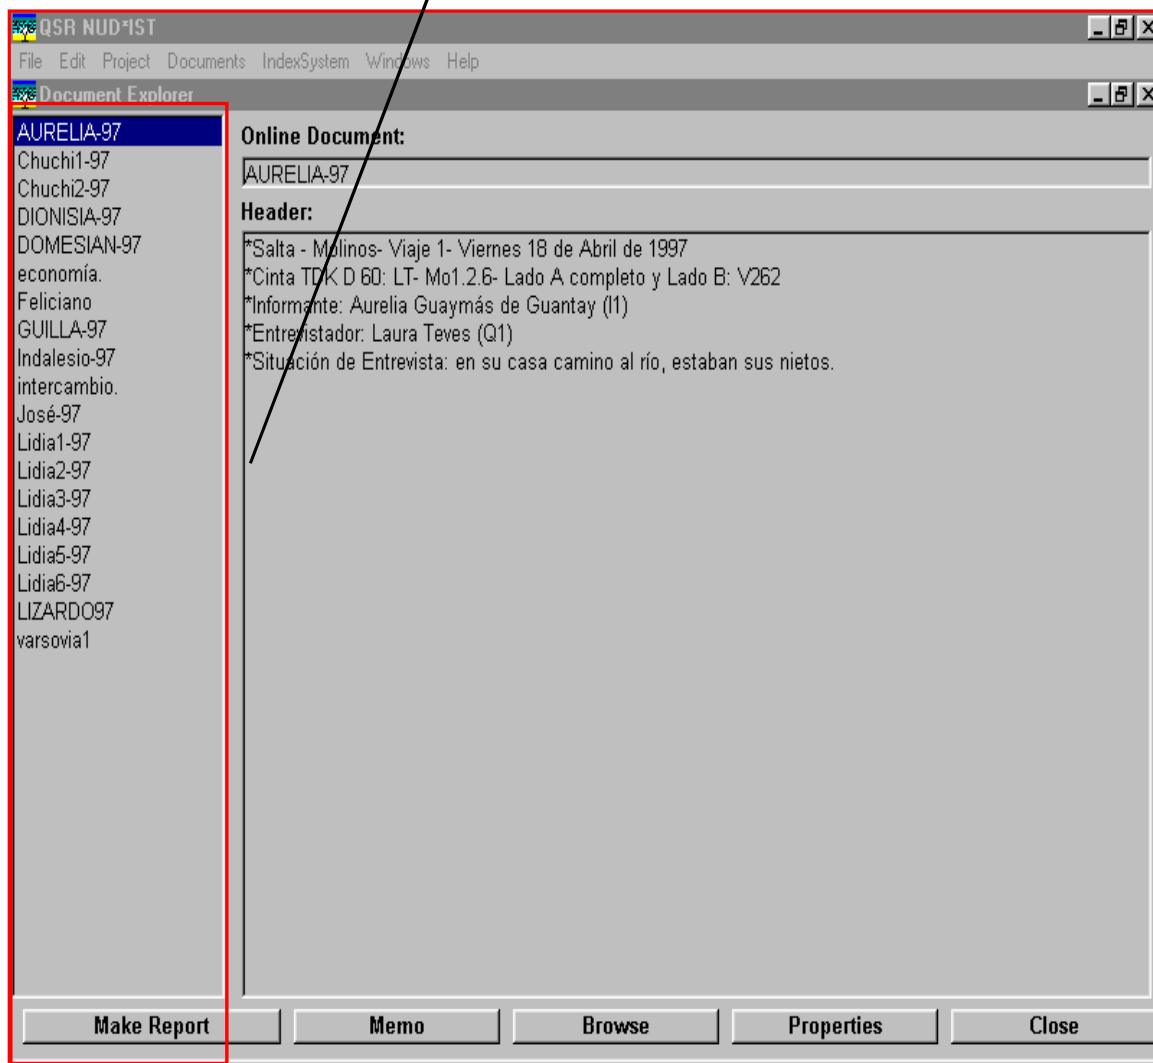 QSR NUD*IST
File Edit Project Documents IndexSystem Windows Help
Document Explorer
AURELIA-97
Chuchi1-97
Chuchi2-97
DIONISIA-97
DOMESIAN-97
economía.
Feliciano
GUILLA-97
Indalesio-97
intercambio.
José-97
Lidia1-97
Lidia2-97
Lidia3-97
Lidia4-97
Lidia5-97
Lidia6-97
LIZARDO97
varsovia1
Online Document:
AURELIA-97
Header:
*Salta - Molinos- Viaje 1- Viernes 18 de Abril de 1997
*Cinta TDK D 60: LT- Mo1.2.6- Lado A completo y Lado B: V262
*Informante: Aurelia Guaymás de Guantay (I1)
*Entrevistador: Laura Teves (Q1)
*Situación de Entrevista: en su casa camino al río, estaban sus nietos.
Make Report Memo Browse Properties Close